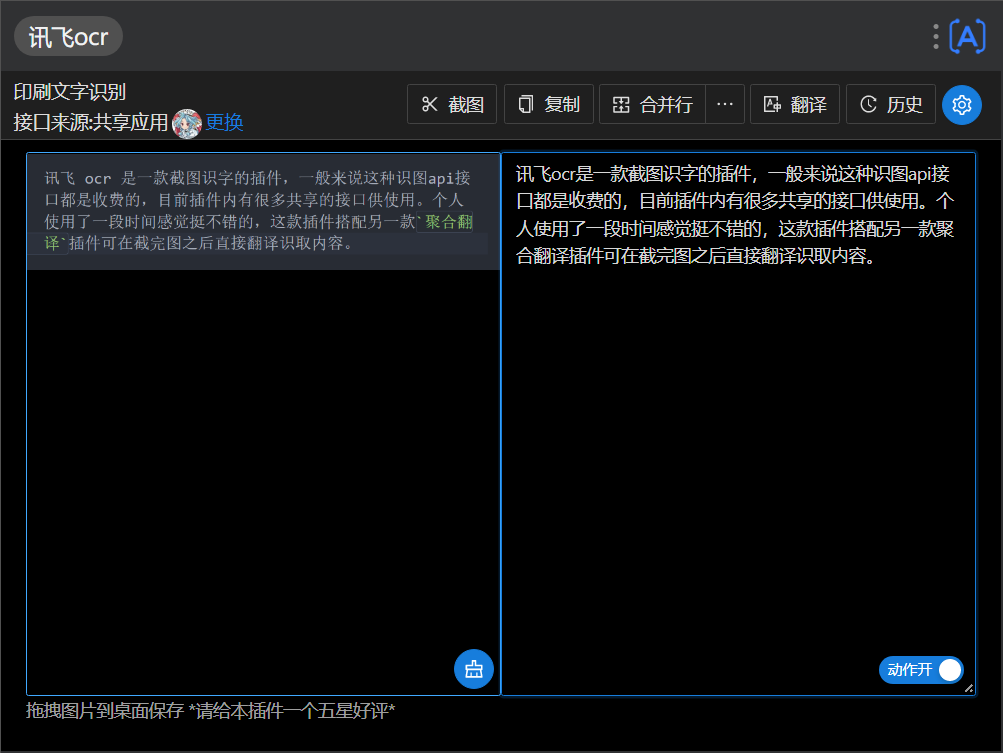 讯飞ocr
印刷文字识别
接口来源:共享应用 更换
截图 复制 合并行 ··· 翻译 历史
讯飞 ocr 是一款截图识字的插件，一般来说这种识图api接
口都是收费的，目前插件内有很多共享的接口供使用。个人
使用了一段时间感觉挺不错的，这款插件搭配另一款`聚合翻
译`插件可在截完图之后直接翻译识取内容。
讯飞ocr是一款截图识字的插件，一般来说这种识图api接
口都是收费的，目前插件内有很多共享的接口供使用。个
人使用了一段时间感觉挺不错的，这款插件搭配另一款聚
合翻译插件可在截完图之后直接翻译识取内容。
动作开
拖拽图片到桌面保存 *请给本插件一个五星好评*